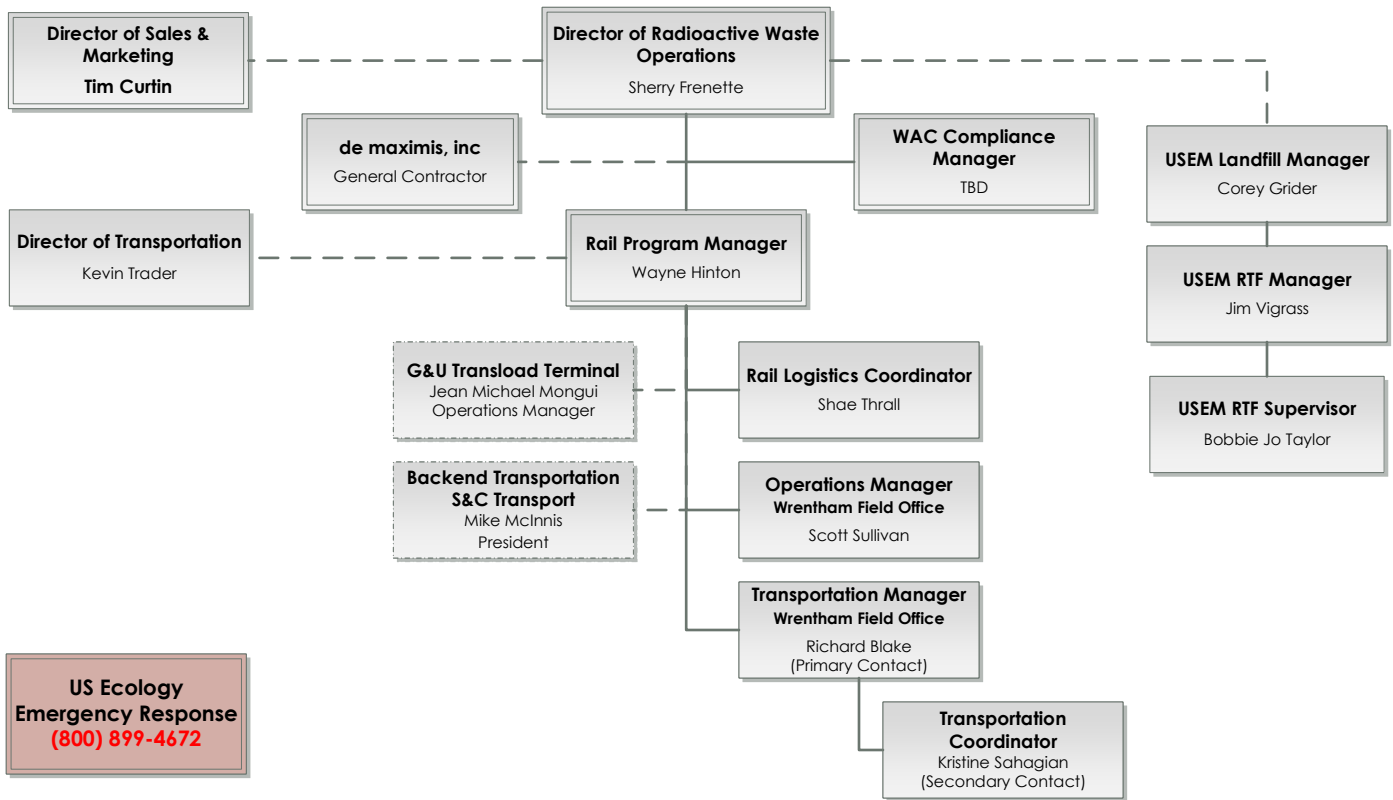 Director of Sales &
Marketing
Tim Curtin
Director of Radioactive Waste
Operations
Sherry Frenette
de maximis, inc
General Contractor
WAC Compliance
Manager
TBD
USEM Landfill Manager
Corey Grider
Director of Transportation
Kevin Trader
Rail Program Manager
Wayne Hinton
USEM RTF Manager
Jim Vigrass
G&U Transload Terminal
Jean Michael Mongui
Operations Manager
Rail Logistics Coordinator
Shae Thrall
USEM RTF Supervisor
Bobbie Jo Taylor
Backend Transportation
S&C Transport
Mike McInnis
President
Operations Manager
Wrentham Field Office
Scott Sullivan
Transportation Manager
Wrentham Field Office
Richard Blake
(Primary Contact)
US Ecology
Emergency Response
(800) 899-4672
Transportation
Coordinator
Kristine Sahagian
(Secondary Contact)